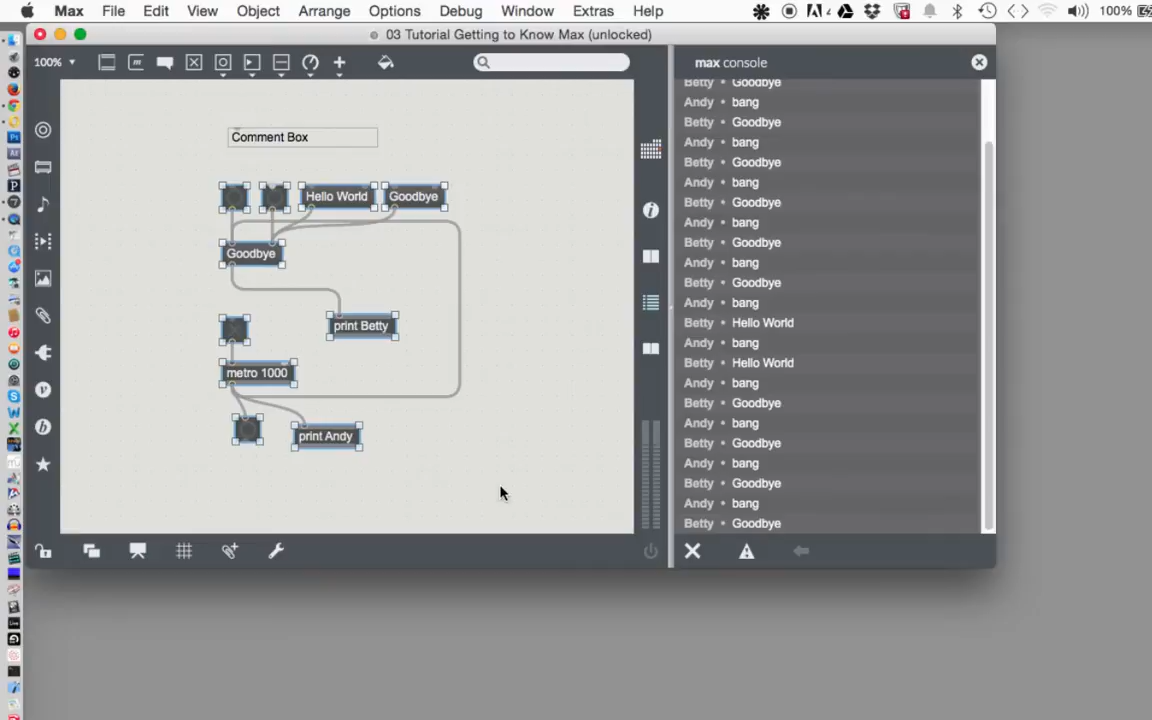 Max File Edit View Object Arrange Options Debug Window Extras Help 4 100%
03 Tutorial Getting to Know Max (unlocked)
100%
max console
Comment Box
Hello World Goodbye
Goodbye
print Betty
metro 1000
print Andy
Betty • Goodbye
Andy • bang
Betty • Goodbye
Andy • bang
Betty • Goodbye
Andy • bang
Betty • Goodbye
Andy • bang
Betty • Goodbye
Andy • bang
Betty • Goodbye
Andy • bang
Betty • Hello World
Andy • bang
Betty • Hello World
Andy • bang
Betty • Goodbye
Andy • bang
Betty • Goodbye
Andy • bang
Betty • Goodbye
Andy • bang
Betty • Goodbye